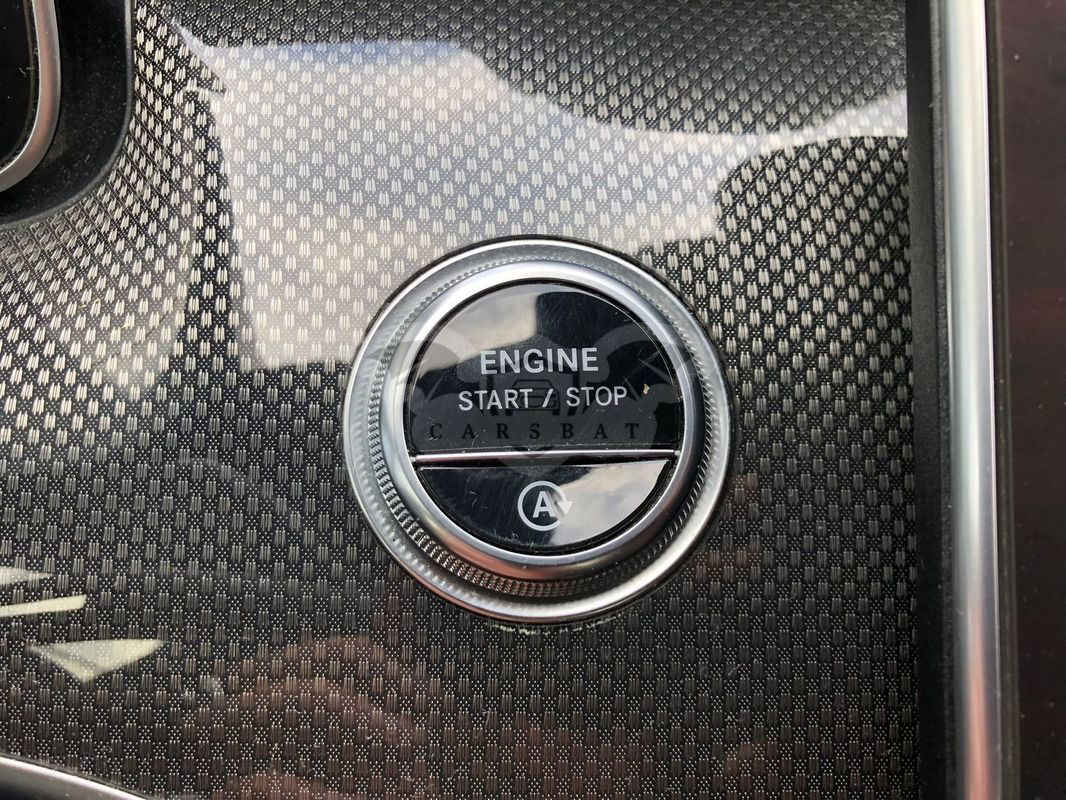 ENGINE
START / STOP
CARSBAT
A